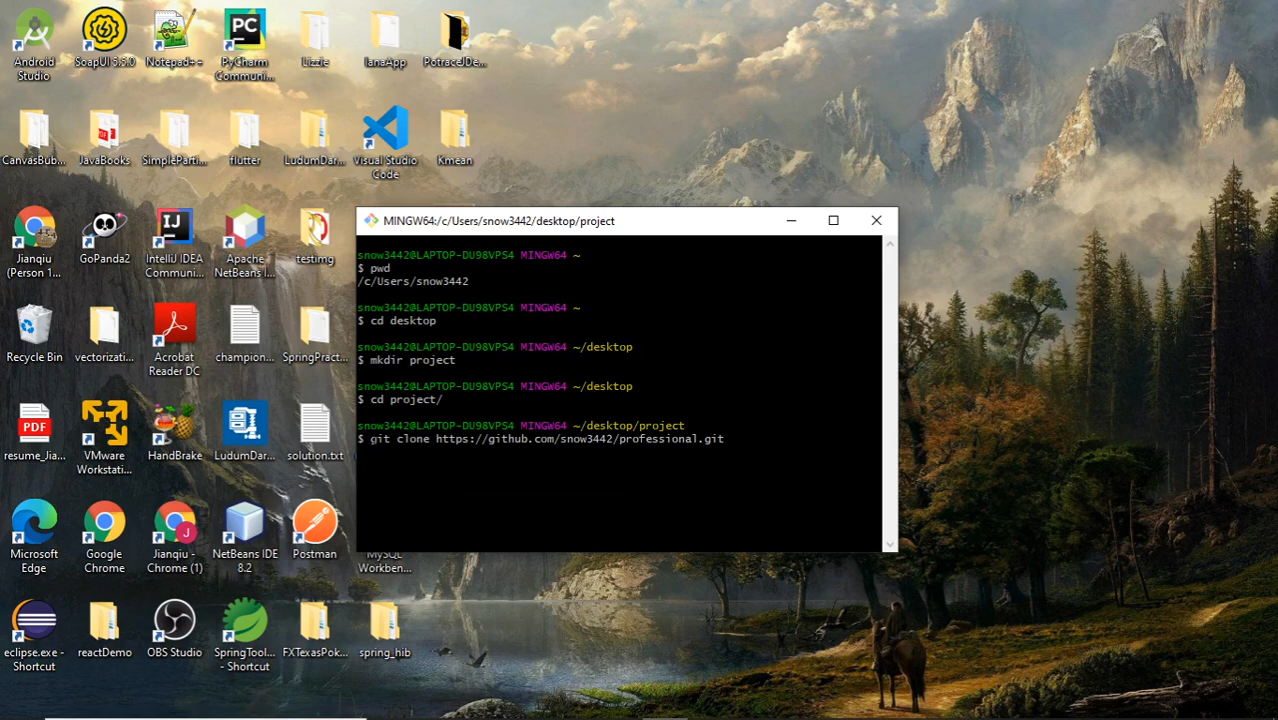 Android
Studio
SoapUI 5.5.0
Notepad++
PyCharm
Communi...
Lizzie
lanaApp
PotraceJDe...
PC
CanvasBub...
JavaBooks
SimpleParti...
flutter
LudumDar...
Visual Studio
Code
Kmean
PDF
Jianqiu
(Person 1...
GoPanda2
IntelliJ IDEA
Communi...
Apache
NetBeans I...
testimg
IJ
Recycle Bin
vectorizati...
Acrobat
Reader DC
champion...
SpringPract...
PDF
resume_Jia...
VMware
Workstati...
HandBrake
LudumDar...
solution.txt
Microsoft
Edge
Google
Chrome
J
Jianqiu -
Chrome (1)
NetBeans IDE
8.2
Postman
MySQL
Workben...
eclipse.exe -
Shortcut
reactDemo
OBS Studio
SpringTool...
- Shortcut
FXTexasPok...
spring_hib
MINGW64:/c/Users/snow3442/desktop/project
snow3442@LAPTOP-DU98VPS4 MINGW64 ~
$ pwd
/c/Users/snow3442
snow3442@LAPTOP-DU98VPS4 MINGW64 ~
$ cd desktop
snow3442@LAPTOP-DU98VPS4 MINGW64 ~/desktop
$ mkdir project
snow3442@LAPTOP-DU98VPS4 MINGW64 ~/desktop
$ cd project/
snow3442@LAPTOP-DU98VPS4 MINGW64 ~/desktop/project
$ git clone https://github.com/snow3442/professional.git